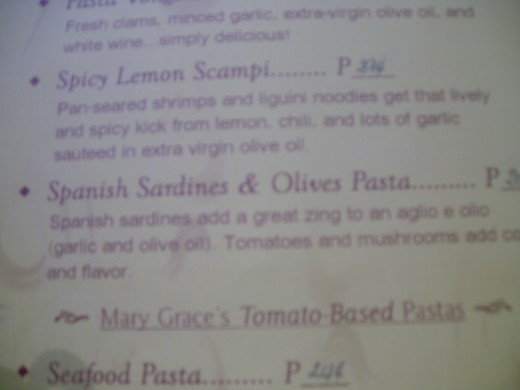 Pasta
Fresh clams, minced garlic, extra-virgin olive oil, and
white wine...simply delicious!
Spicy Lemon Scampi........ P
Pan-seared shrimps and liguini noodles get that lively
and spicy kick from lemon, chili, and lots of garlic
sauteed in extra virgin olive oil.
Spanish Sardines & Olives Pasta......... P
Spanish sardines add a great zing to an aglio e olio
(garlic and olive oil). Tomatoes and mushrooms add
and flavor.
Mary Grace's Tomato-Based Pastas
Seafood Pasta.......... P